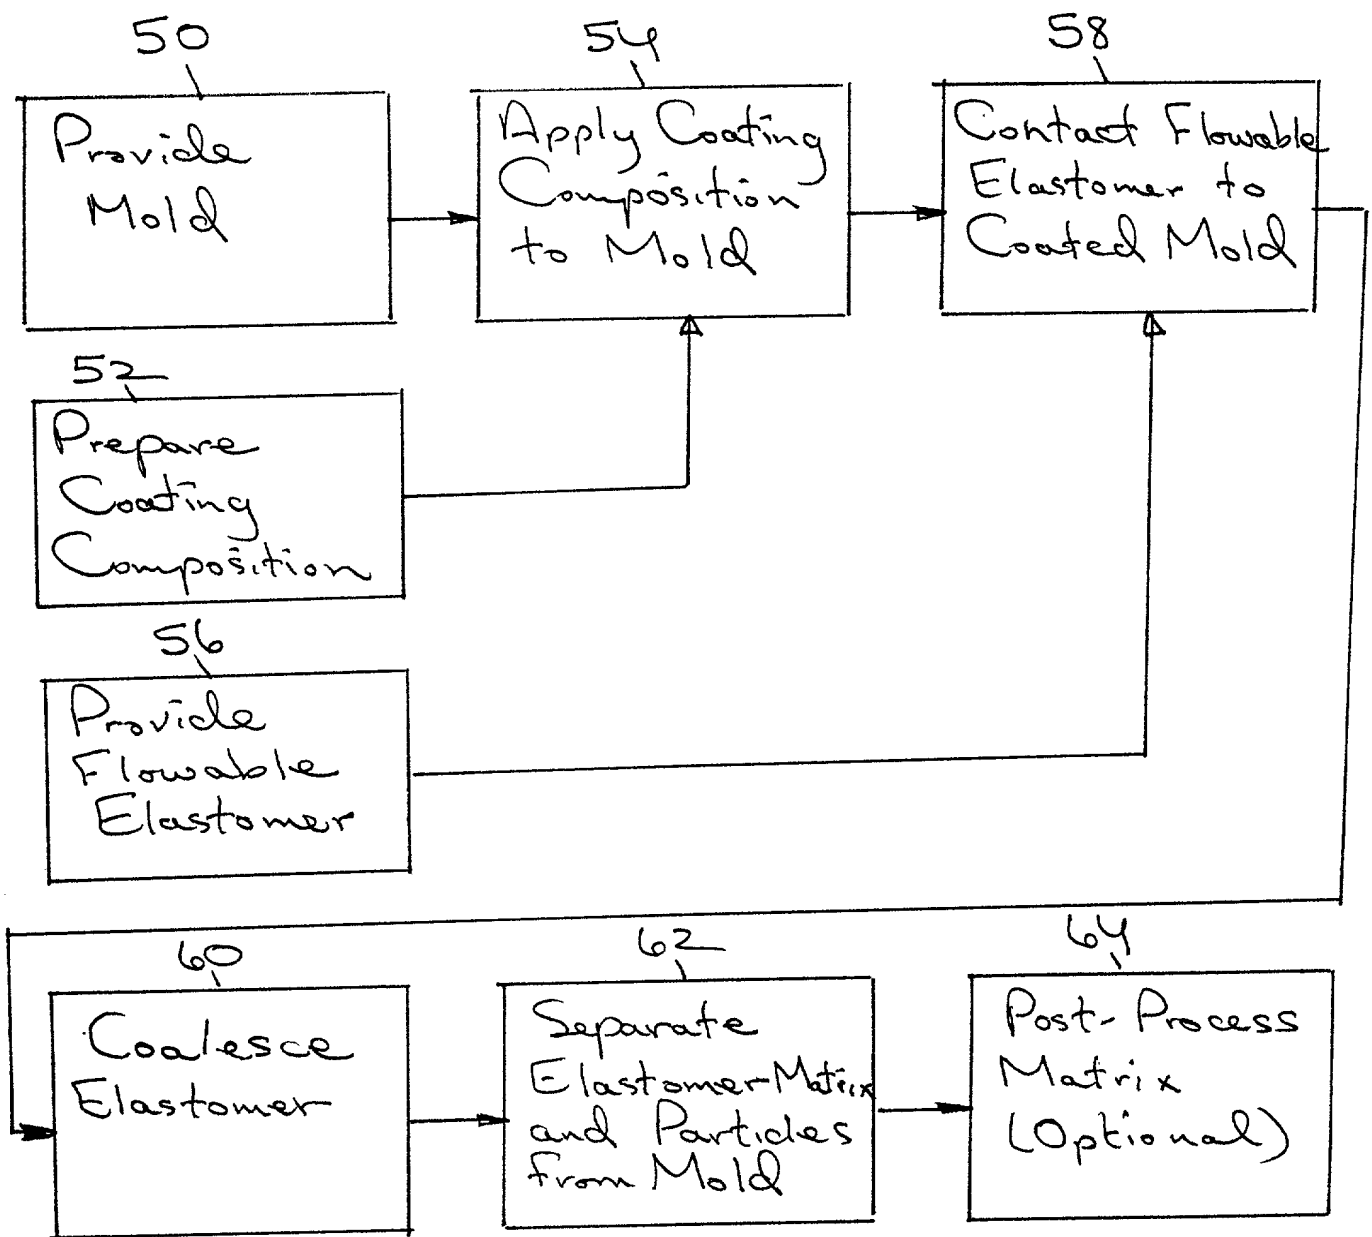 50
Provide
Mold
54
Apply Coating
Composition
to Mold
58
Contact Flowable
Elastomer to
Coated Mold
52
Prepare
Coating
Composition
56
Provide
Flowable
Elastomer
60
Coalesce
Elastomer
62
Separate
Elastomer-Matrix
and Particles
from Mold
64
Post-Process
Matrix
(Optional)